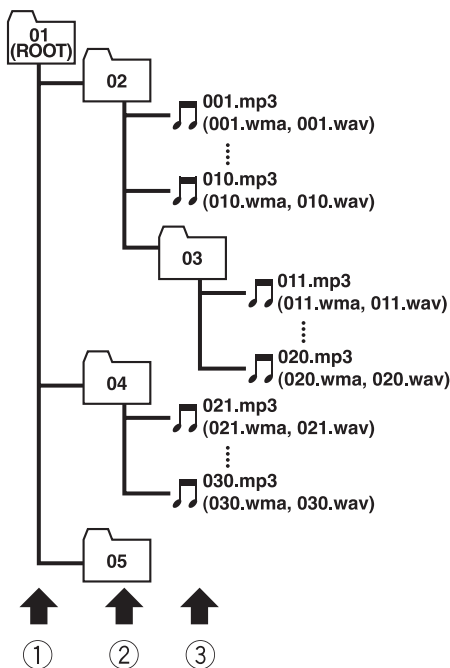 01
(ROOT)
02
001.mp3
(001.wma, 001.wav)
010.mp3
(010.wma, 010.wav)
03
011.mp3
(011.wma, 011.wav)
020.mp3
(020.wma, 020.wav)
04
021.mp3
(021.wma, 021.wav)
030.mp3
(030.wma, 030.wav)
05
① ② ③